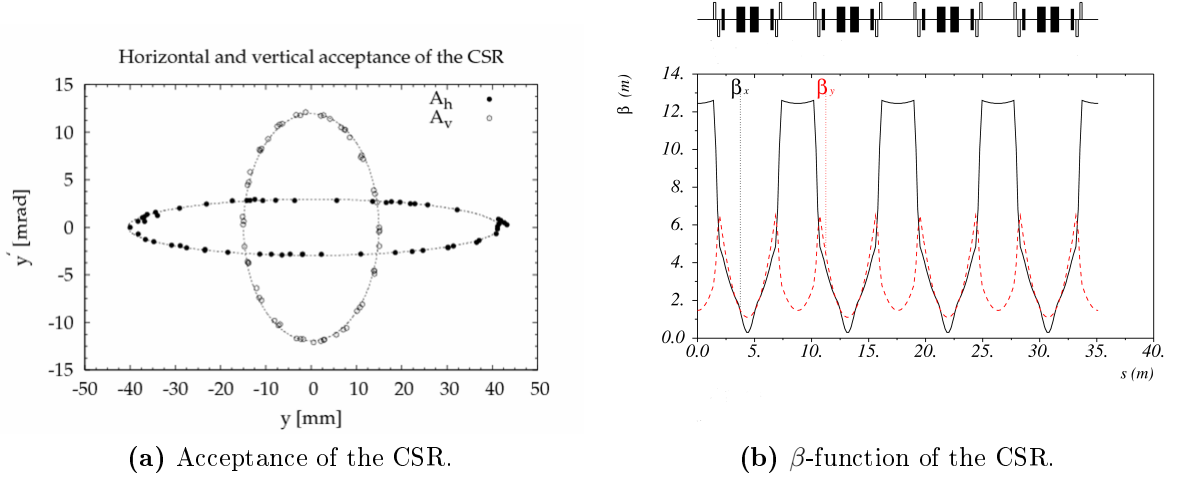 Horizontal and vertical acceptance of the CSR
15
10
5
0
-5
-10
-15
y´ [mrad]
A_h
A_v
-50 -40 -30 -20 -10 0 10 20 30 40 50
y [mm]
(a) Acceptance of the CSR.
14.
12.
10.
8.
6.
4.
2.
0.0
β (m)
βx
βy
0.0 5. 10. 15. 20. 25. 30. 35. 40.
s (m)
(b) β-function of the CSR.